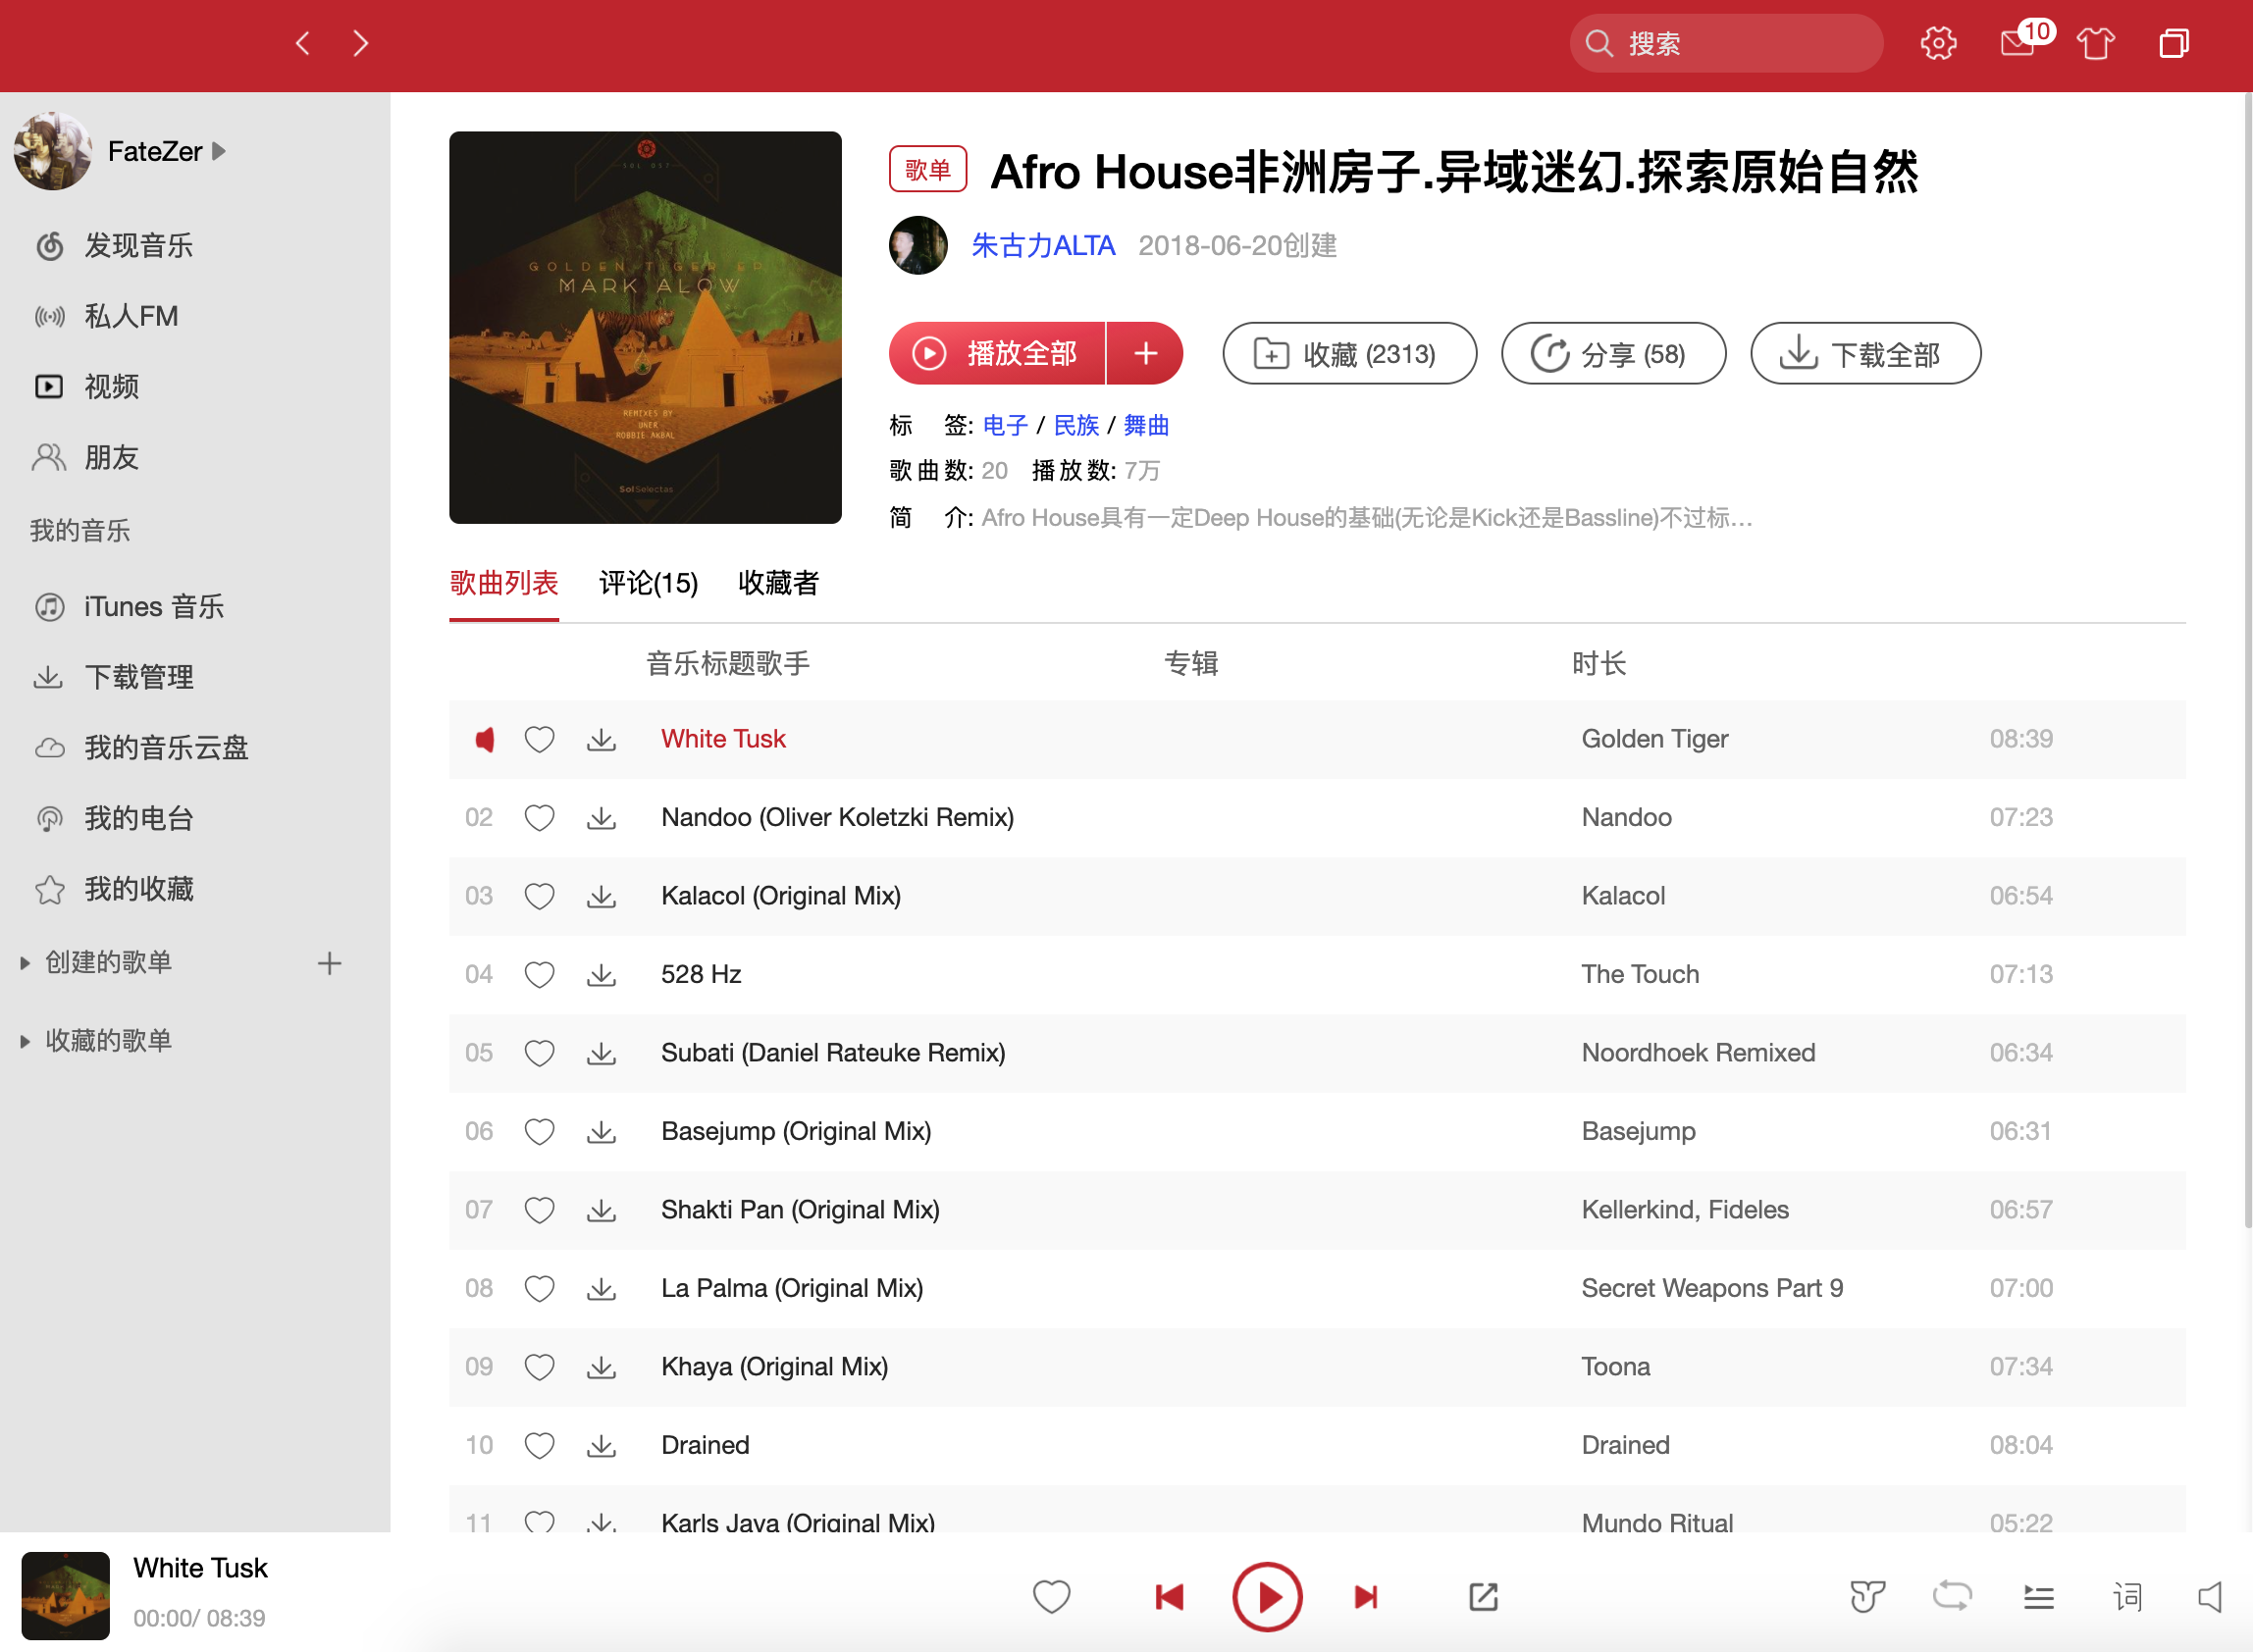 搜索
10
FateZer
发现音乐
私人FM
视频
朋友
我的音乐
iTunes 音乐
下载管理
我的音乐云盘
我的电台
我的收藏
创建的歌单
收藏的歌单
SOL 057
GOLDEN TIGER EP
MARK ALOW
REMIXES BY
UNER
ROBBIE AKBAL
SolSelectas
歌单 Afro House非洲房子.异域迷幻.探索原始自然
朱古力ALTA 2018-06-20创建
播放全部 收藏 (2313) 分享 (58) 下载全部
标 签: 电子 / 民族 / 舞曲
歌曲数: 20 播放数: 7万
简 介: Afro House具有一定Deep House的基础(无论是Kick还是Bassline)不过标...
歌曲列表 评论(15) 收藏者
音乐标题歌手 专辑 时长
White Tusk Golden Tiger 08:39
02 Nandoo (Oliver Koletzki Remix) Nandoo 07:23
03 Kalacol (Original Mix) Kalacol 06:54
04 528 Hz The Touch 07:13
05 Subati (Daniel Rateuke Remix) Noordhoek Remixed 06:34
06 Basejump (Original Mix) Basejump 06:31
07 Shakti Pan (Original Mix) Kellerkind, Fideles 06:57
08 La Palma (Original Mix) Secret Weapons Part 9 07:00
09 Khaya (Original Mix) Toona 07:34
10 Drained Drained 08:04
11 Karls Java (Original Mix) Mundo Ritual 05:22
White Tusk
00:00/ 08:39
词